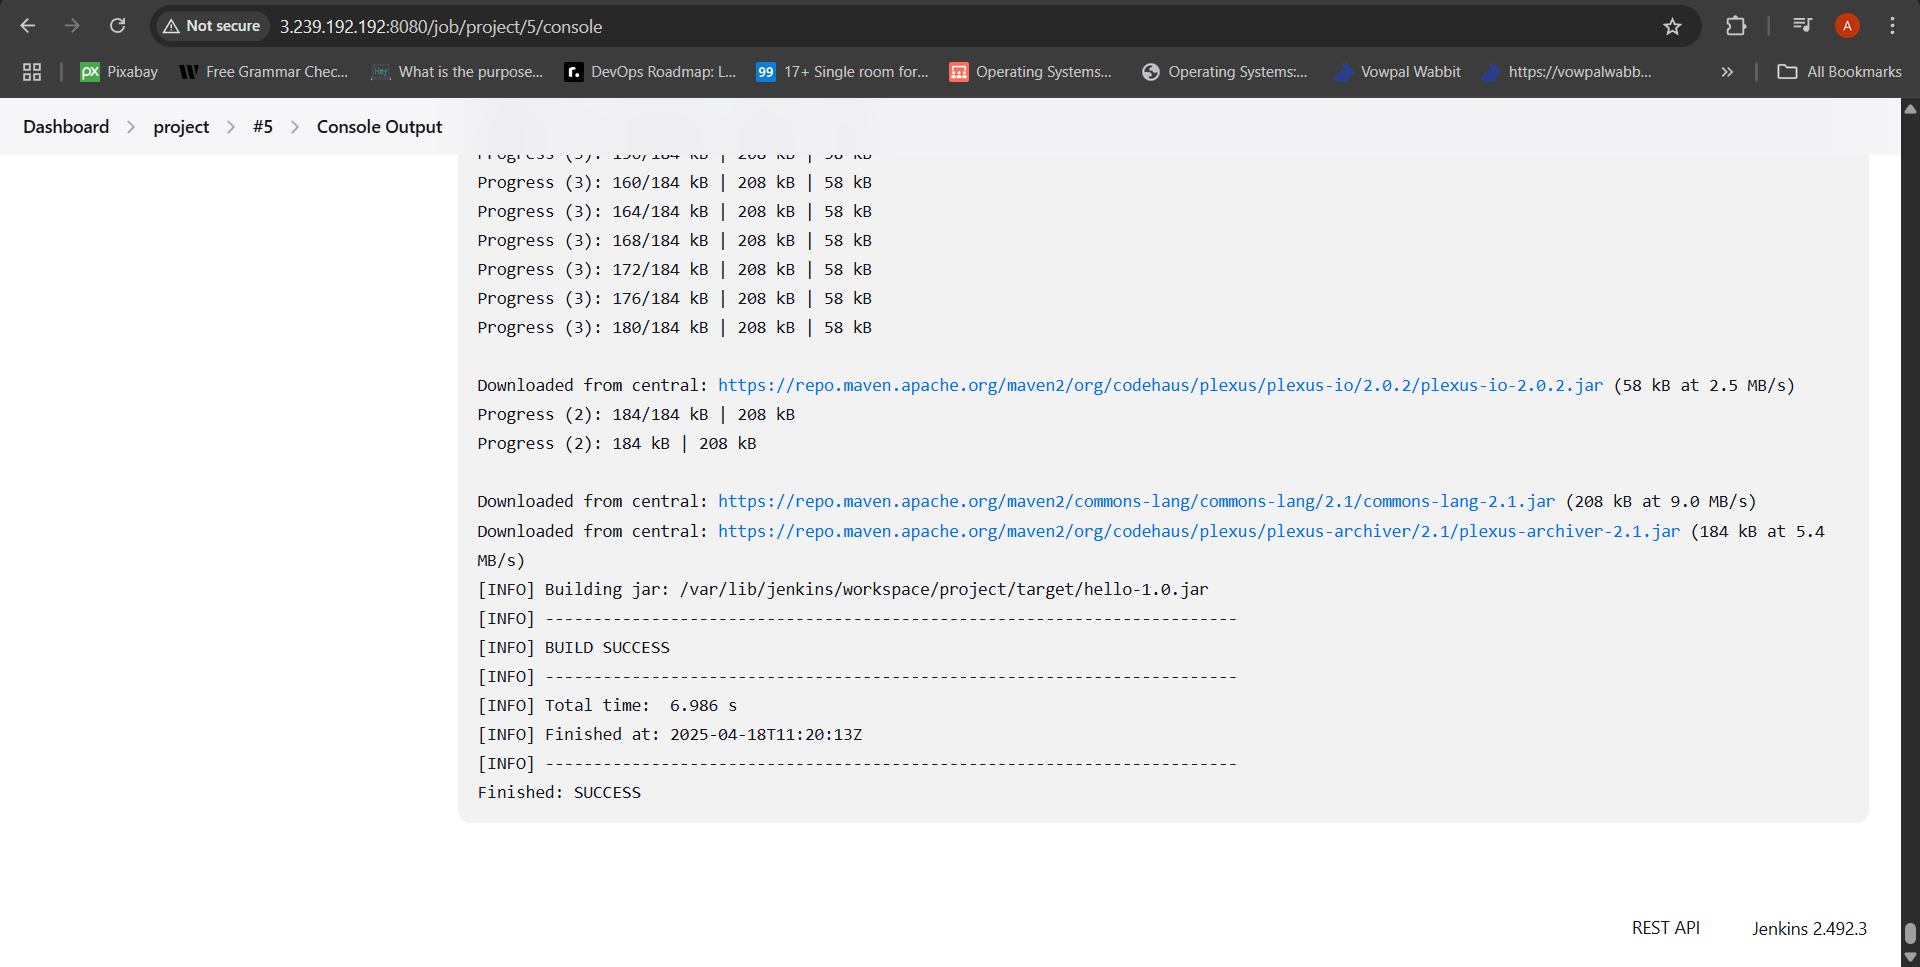 Not secure
3.239.192.192:8080/job/project/5/console
A
px Pixabay
W Free Grammar Chec...
What is the purpose...
r. DevOps Roadmap: L...
99 17+ Single room for...
Operating Systems...
Operating Systems:...
Vowpal Wabbit
https://vowpalwabb...
All Bookmarks
Dashboard > project > #5 > Console Output
Progress (3): 160/184 kB | 208 kB | 58 kB
Progress (3): 164/184 kB | 208 kB | 58 kB
Progress (3): 168/184 kB | 208 kB | 58 kB
Progress (3): 172/184 kB | 208 kB | 58 kB
Progress (3): 176/184 kB | 208 kB | 58 kB
Progress (3): 180/184 kB | 208 kB | 58 kB
Downloaded from central: https://repo.maven.apache.org/maven2/org/codehaus/plexus/plexus-io/2.0.2/plexus-io-2.0.2.jar (58 kB at 2.5 MB/s)
Progress (2): 184/184 kB | 208 kB
Progress (2): 184 kB | 208 kB
Downloaded from central: https://repo.maven.apache.org/maven2/commons-lang/commons-lang/2.1/commons-lang-2.1.jar (208 kB at 9.0 MB/s)
Downloaded from central: https://repo.maven.apache.org/maven2/org/codehaus/plexus/plexus-archiver/2.1/plexus-archiver-2.1.jar (184 kB at 5.4
MB/s)
[INFO] Building jar: /var/lib/jenkins/workspace/project/target/hello-1.0.jar
[INFO] ------------------------------------------------------------------------
[INFO] BUILD SUCCESS
[INFO] ------------------------------------------------------------------------
[INFO] Total time:  6.986 s
[INFO] Finished at: 2025-04-18T11:20:13Z
[INFO] ------------------------------------------------------------------------
Finished: SUCCESS
REST API
Jenkins 2.492.3